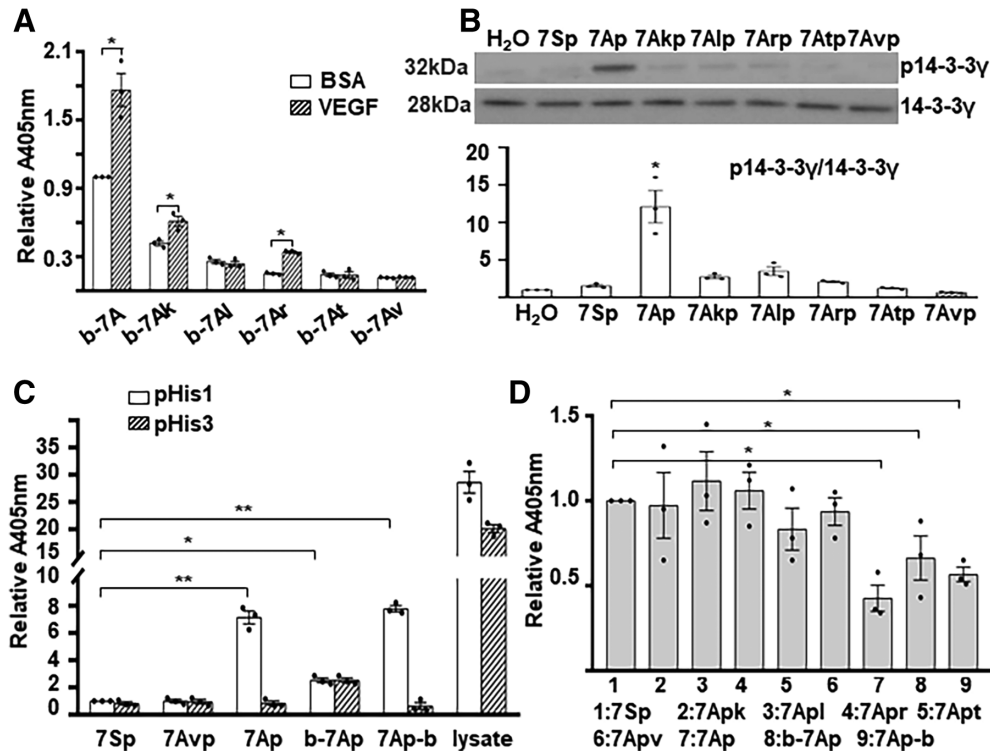 A
*
2.1
1.5
0.9
0.3
Relative A405nm
BSA
VEGF
*
*
b-7A b-7Ak b-7Al b-7Ar b-7At b-7Av
B
H2O 7Sp 7Ap 7Akp 7Alp 7Arp 7Atp 7Avp
32kDa p14-3-3γ
28kDa 14-3-3γ
20
15
10
5
* p14-3-3γ/14-3-3γ
H2O 7Sp 7Ap 7Akp 7Alp 7Arp 7Atp 7Avp
C
pHis1
pHis3
35
30
25
20
15
10
8
6
4
2
0
Relative A405nm
**
*
**
7Sp 7Avp 7Ap b-7Ap 7Ap-b lysate
D
1.5
1.0
0.5
Relative A405nm
*
*
*
1 2 3 4 5 6 7 8 9
1:7Sp 2:7Apk 3:7Apl 4:7Apr 5:7Apt
6:7Apv 7:7Ap 8:b-7Ap 9:7Ap-b